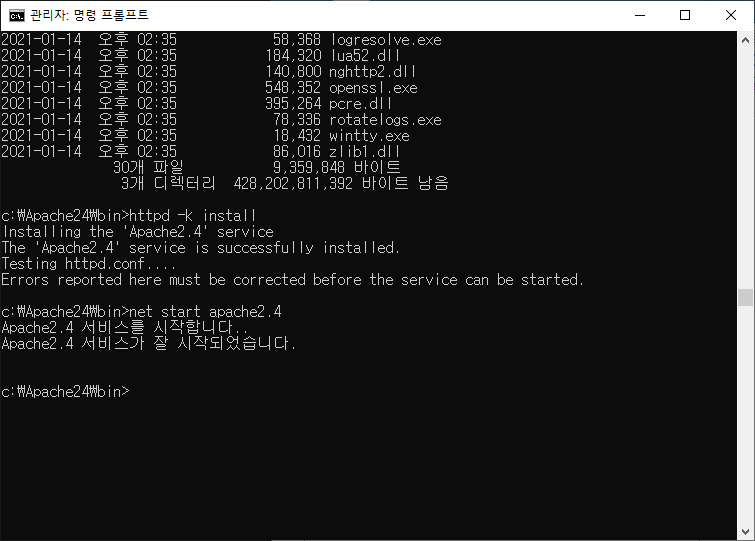 관리자: 명령 프롬프트
2021-01-14  오후 02:35            58,368 logresolve.exe
2021-01-14  오후 02:35           184,320 lua52.dll
2021-01-14  오후 02:35           140,800 nghttp2.dll
2021-01-14  오후 02:35           548,352 openssl.exe
2021-01-14  오후 02:35           395,264 pcre.dll
2021-01-14  오후 02:35            78,336 rotatelogs.exe
2021-01-14  오후 02:35            18,432 wintty.exe
2021-01-14  오후 02:35            86,016 zlib1.dll
30개 파일           9,359,848 바이트
3개 디렉터리  428,202,811,392 바이트 남음
c:₩Apache24₩bin>httpd -k install
Installing the 'Apache2.4' service
The 'Apache2.4' service is successfully installed.
Testing httpd.conf....
Errors reported here must be corrected before the service can be started.
c:₩Apache24₩bin>net start apache2.4
Apache2.4 서비스를 시작합니다..
Apache2.4 서비스가 잘 시작되었습니다.
c:₩Apache24₩bin>